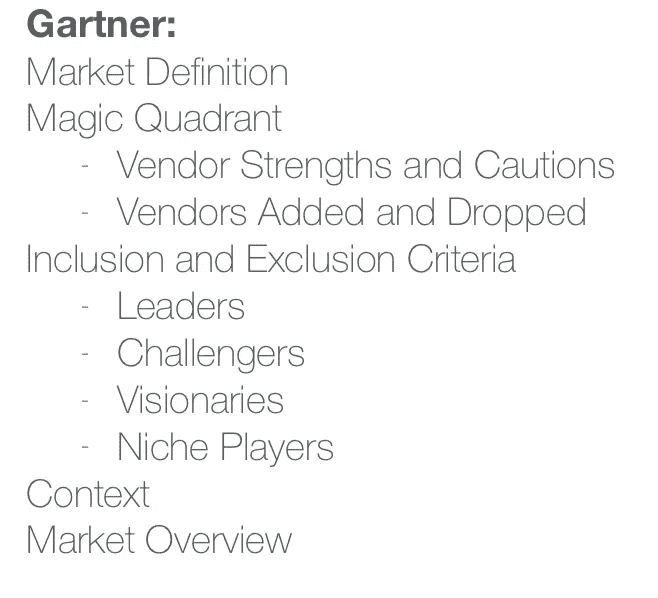 Gartner:
Market Definition
Magic Quadrant
- Vendor Strengths and Cautions
- Vendors Added and Dropped
Inclusion and Exclusion Criteria
- Leaders
- Challengers
- Visionaries
- Niche Players
Context
Market Overview